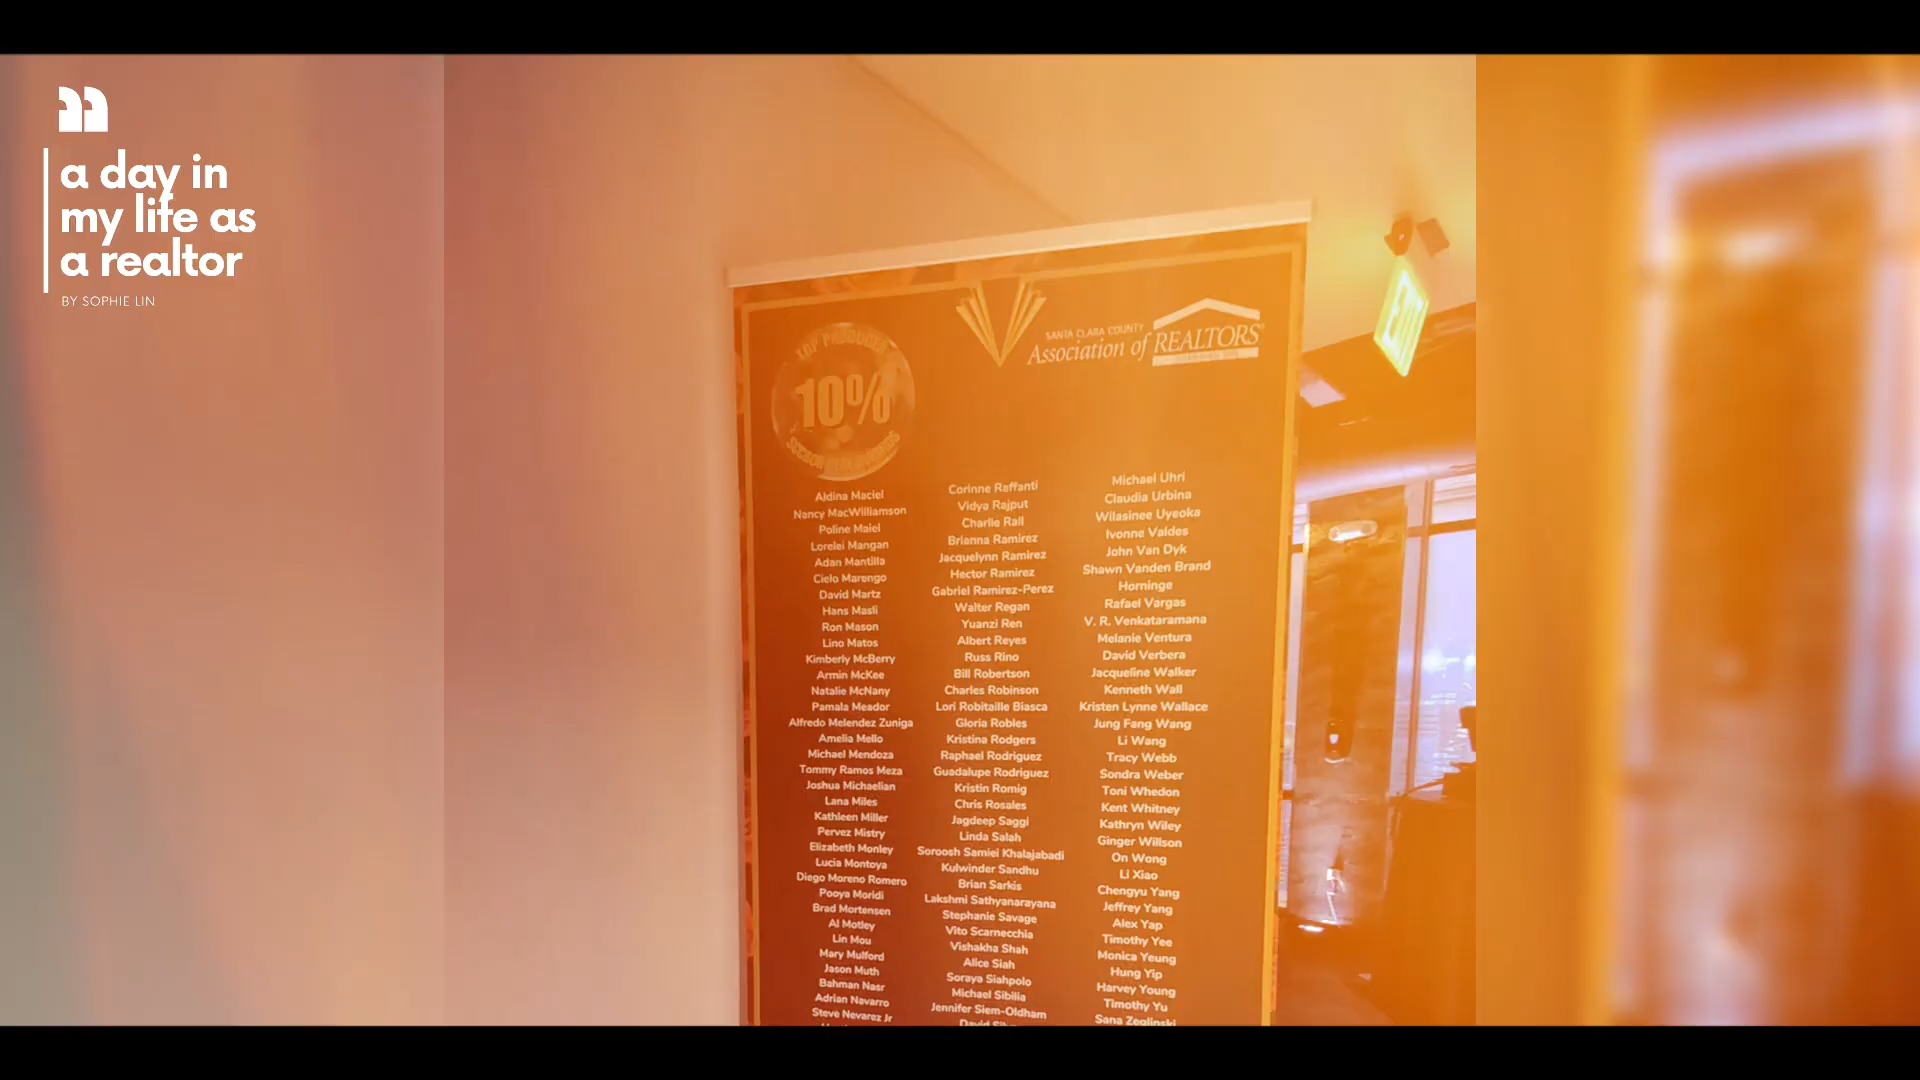 a day in
my life as
a realtor
BY SOPHIE LIN
TOP PRODUCER
10%
SANTA CLARA COUNTY
Association of REALTORS®
EXIT
Aldina Maciel
Nancy MacWilliamson
Poline Maiel
Lorelei Mangan
Adan Mantilla
Cielo Marengo
David Martz
Hans Masli
Ron Mason
Lino Matos
Kimberly McBerry
Armin McKee
Natalie McNany
Pamala Meador
Alfredo Melendez Zuniga
Amelia Mello
Michael Mendoza
Tommy Ramos Meza
Joshua Michaelian
Lana Miles
Kathleen Miller
Pervez Mistry
Elizabeth Monley
Lucia Montoya
Diego Moreno Romero
Pooya Moridi
Brad Mortensen
Al Motley
Lin Mou
Mary Mulford
Jason Muth
Bahman Nasr
Adrian Navarro
Steve Nevarez Jr
Corinne Raffanti
Vidya Rajput
Charlie Rall
Brianna Ramirez
Jacquelynn Ramirez
Hector Ramirez
Gabriel Ramirez-Perez
Walter Regan
Yuanzi Ren
Albert Reyes
Russ Rino
Bill Robertson
Charles Robinson
Lori Robitaille Biasca
Gloria Robles
Kristina Rodgers
Raphael Rodriguez
Guadalupe Rodriguez
Kristin Romig
Chris Rosales
Jagdeep Saggi
Linda Salah
Soroosh Samiei Khalajabadi
Kulwinder Sandhu
Brian Sarkis
Lakshmi Sathyanarayana
Stephanie Savage
Vito Scarnecchia
Vishakha Shah
Alice Siah
Soraya Siahpolo
Michael Sibilia
Jennifer Siem-Oldham
David
Michael Uhri
Claudia Urbina
Wilasinee Uyeoka
Ivonne Valdes
John Van Dyk
Shawn Vanden Brand
Horninge
Rafael Vargas
V. R. Venkataramana
Melanie Ventura
David Verbera
Jacqueline Walker
Kenneth Wall
Kristen Lynne Wallace
Jung Fang Wang
Li Wang
Tracy Webb
Sondra Weber
Toni Whedon
Kent Whitney
Kathryn Wiley
Ginger Willson
On Wong
Li Xiao
Chengyu Yang
Jeffrey Yang
Alex Yap
Timothy Yee
Monica Yeung
Hung Yip
Harvey Young
Timothy Yu
Sana Zeglinski